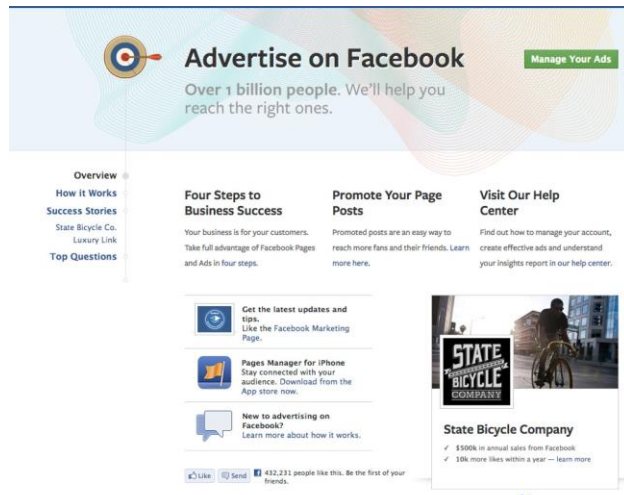 Advertise on Facebook
Over 1 billion people. We'll help you
reach the right ones.
Manage Your Ads
Overview
How it Works
Success Stories
State Bicycle Co.
Luxury Link
Top Questions
Four Steps to
Business Success
Your business is for your customers.
Take full advantage of Facebook Pages
and Ads in four steps.
Promote Your Page
Posts
Promoted posts are an easy way to
reach more fans and their friends. Learn
more here.
Visit Our Help
Center
Find out how to manage your account,
create effective ads and understand
your insights report in our help center.
Get the latest updates and
tips.
Like the Facebook Marketing
Page.
Pages Manager for iPhone
Stay connected with your
audience. Download from the
App store now.
New to advertising on
Facebook?
Learn more about how it works.
Like
Send
432,231 people like this. Be the first of your
friends.
STATE
BICYCLE
COMPANY
State Bicycle Company
✓ $500k in annual sales from Facebook
✓ 10k more likes within a year — learn more